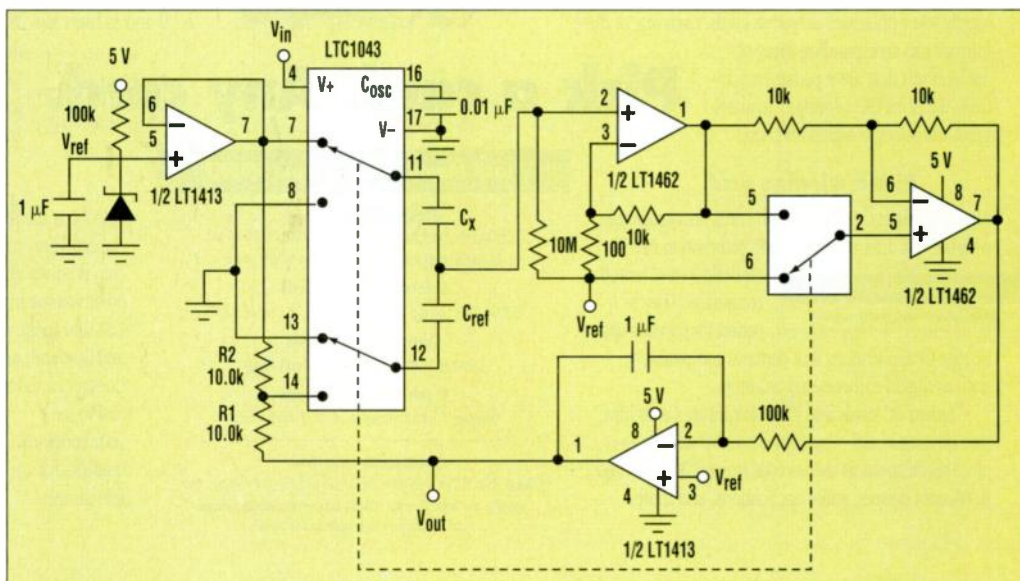 Vin
LTC1043
5 V
100k
Vref
1 µF
6
5
7
1/2 LT1413
4
V+
Cosc
16
0.01 µF
V–
17
7
11
8
Cx
Cref
13
12
14
R2
10.0k
R1
10.0k
2
3
1
1/2 LT1462
10k
10k
10k
10M
100
Vref
5
6
2
5 V
6
5
8
7
4
1/2 LT1462
1 µF
5 V
8
2
1
4
3
Vref
100k
1/2 LT1413
Vout